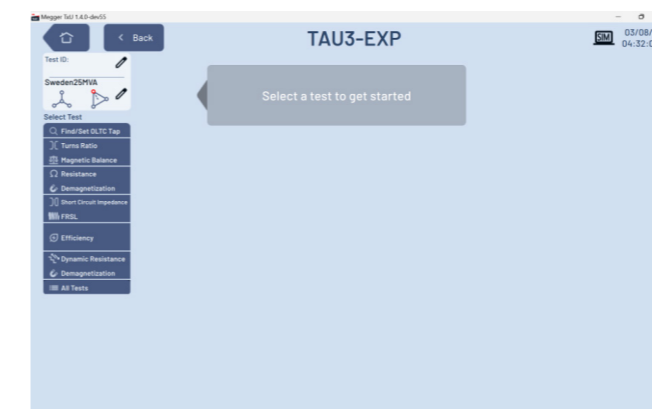 Megger TaU 1.4.0-dev55
Back
TAU3-EXP
SIM
03/08/
04:32:0
Test ID:
Sweden25MVA
Select a test to get started
Select Test
Find/Set OLTC Tap
Turns Ratio
Magnetic Balance
Resistance
Demagnetization
Short Circuit Impedance
FRSL
Efficiency
Dynamic Resistance
Demagnetization
All Tests